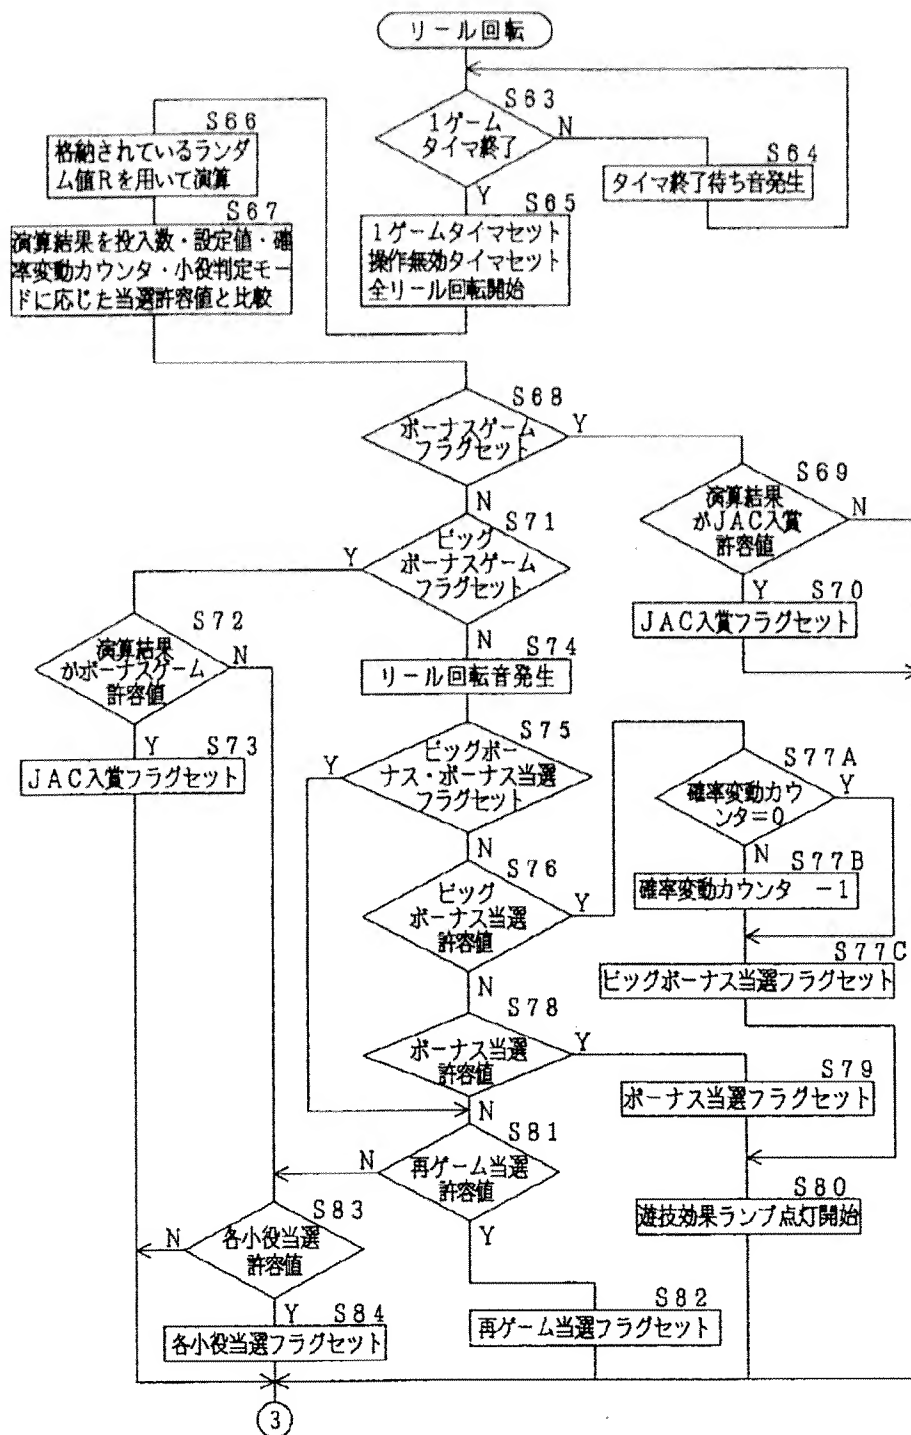 リール回転
S63
1ゲーム
タイマ終了
N
Y
S64
タイマ終了待ち音発生
S65
1ゲームタイマセット
操作無効タイマセット
全リール回転開始
S66
格納されているランダ
ム値Rを用いて演算
S67
演算結果を投入数・設定値・確
率変動カウンタ・小役判定モー
ドに応じた当選許容値と比較
S68
ボーナスゲーム
フラグセット
Y
N
S69
演算結果
がJAC入賞
許容値
N
Y
S70
JAC入賞フラグセット
S71
ビッグ
ボーナスゲーム
フラグセット
Y
N
S72
演算結果
がボーナスゲーム
許容値
N
Y
S73
JAC入賞フラグセット
S74
リール回転音発生
S75
ビッグボー
ナス・ボーナス当選
フラグセット
Y
N
S76
ビッグ
ボーナス当選
許容値
Y
N
S77A
確率変動カウ
ンタ=0
Y
N
S77B
確率変動カウンタ －1
S77C
ビッグボーナス当選フラグセット
S78
ボーナス当選
許容値
Y
N
S79
ボーナス当選フラグセット
S80
遊技効果ランプ点灯開始
S81
再ゲーム当選
許容値
N
Y
S82
再ゲーム当選フラグセット
S83
各小役当選
許容値
N
Y
S84
各小役当選フラグセット
3